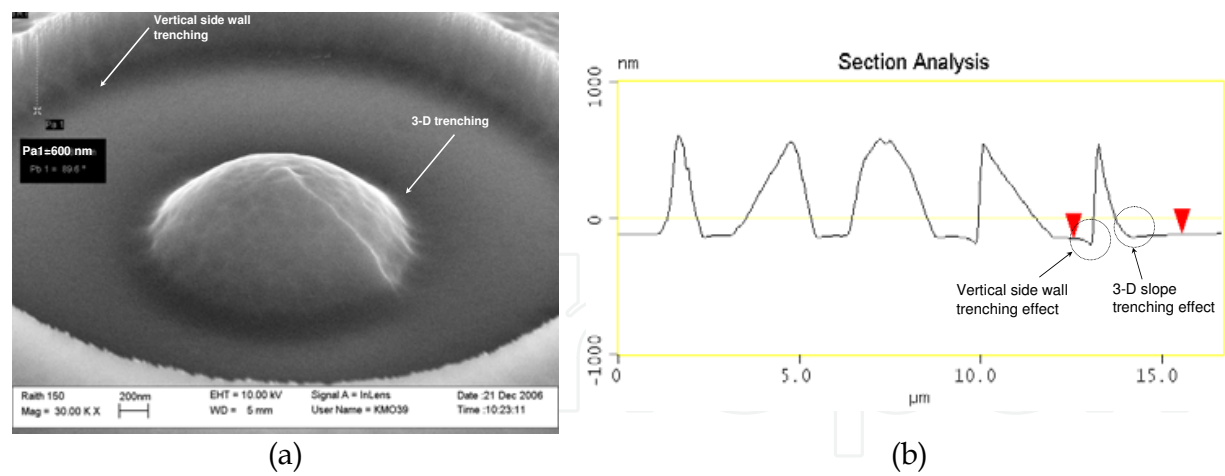 Vertical side wall
trenching
3-D trenching
Pa 1
Pa1=600 nm
Pb 1 = 89.6 °
Raith 150
Mag = 30.00 K X
200nm
EHT = 10.00 kV
WD = 5 mm
Signal A = InLens
User Name = KMO39
Date :21 Dec 2006
Time :10:23:11
(a)
Section Analysis
nm
1000
0
-1000
0
5.0
10.0
15.0
µm
Vertical side wall
trenching effect
3-D slope
trenching effect
(b)